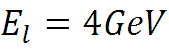 E_l = 4GeV